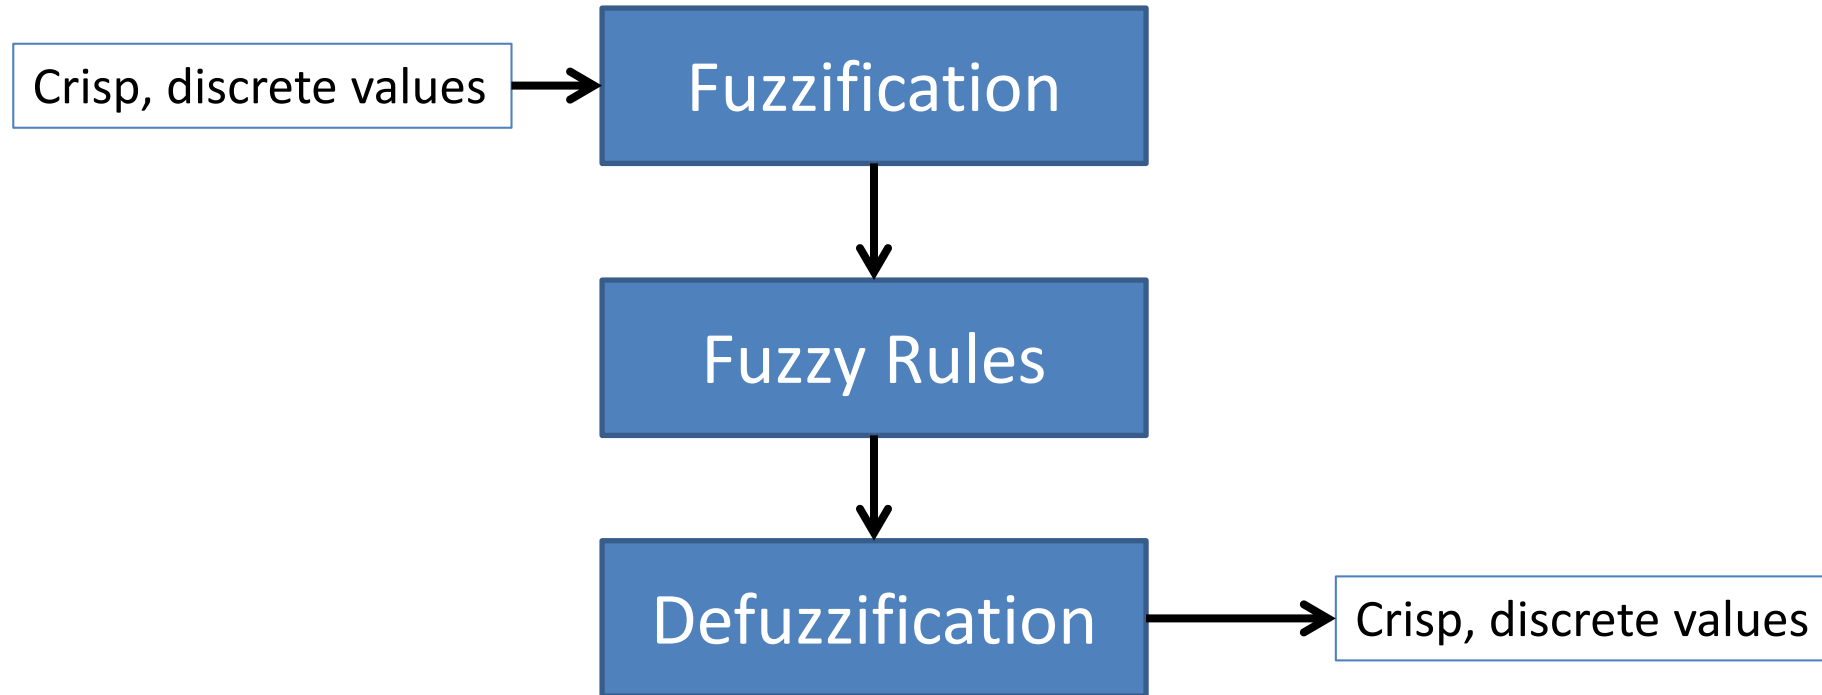 Crisp, discrete values
Fuzzification
Fuzzy Rules
Defuzzification
Crisp, discrete values